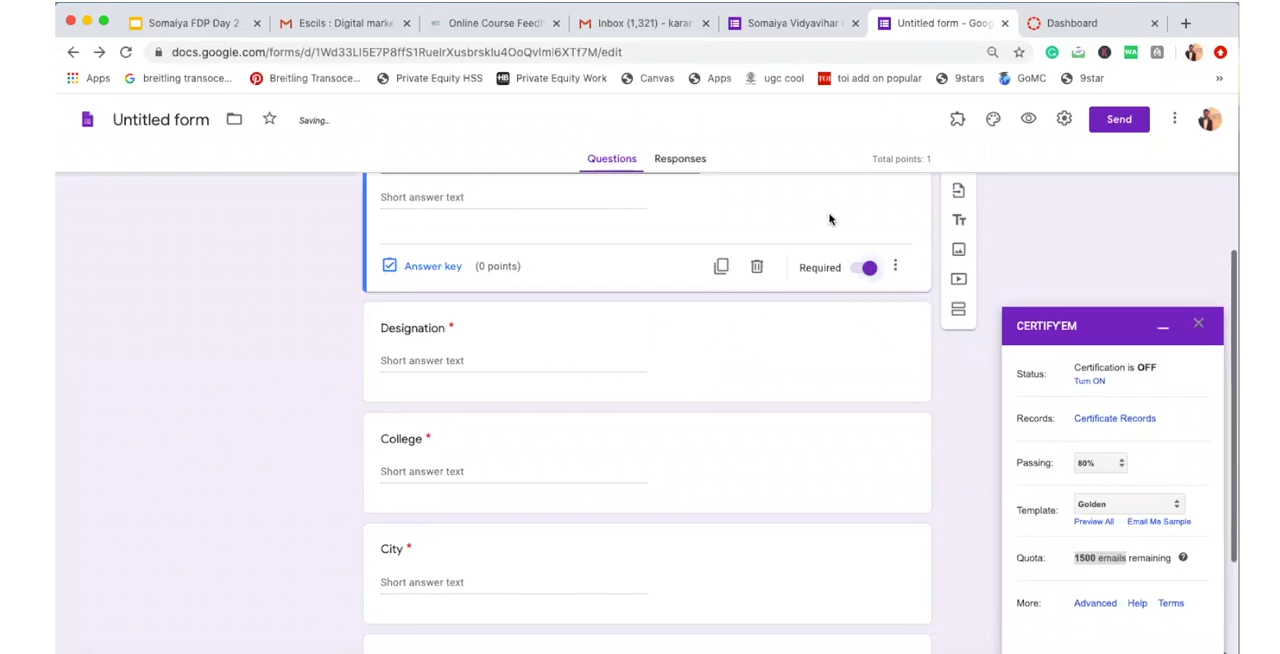 Somaiya FDP Day 2 Esciis : Digital marke Online Course Feed Inbox (1,321) - karan Somaiya Vidyavihar Untitled form - Goog Dashboard
docs.google.com/forms/d/1Wd33LI5E7P8ffS1RuelrXusbrsklu4OoQvlmi6XTf7M/edit
Apps breitling transoce... Breitling Transoce... Private Equity HSS Private Equity Work Canvas Apps ugc cool toi add on popular 9stars GoMC 9star »
Untitled form Saving... Send
Questions Responses Total points: 1
Short answer text
Answer key (0 points) Required
Designation *
Short answer text
College *
Short answer text
City *
Short answer text
CERTIFY'EM
Status: Certification is OFF
Turn ON
Records: Certificate Records
Passing: 80%
Template: Golden
Preview All Email Me Sample
Quota: 1500 emails remaining
More: Advanced Help Terms